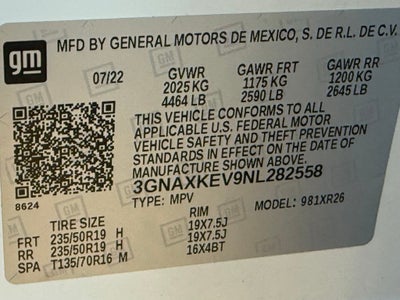 gm
MFD BY GENERAL MOTORS DE MEXICO, S. DE R.L. DE C.V.
07/22 GVWR GAWR FRT GAWR RR
2025 KG 1175 KG 1200 KG
4464 LB 2590 LB 2645 LB
THIS VEHICLE CONFORMS TO ALL
APPLICABLE U.S. FEDERAL MOTOR
VEHICLE SAFETY AND THEFT PREVENTION
STANDARDS IN EFFECT ON THE DATE OF
MANUFACTURE SHOWN ABOVE.
3GNAXKEV9NL282558
8624 TYPE: MPV MODEL: 981XR26
TIRE SIZE RIM
FRT 235/50R19 H 19X7.5J
RR 235/50R19 H 19X7.5J
SPA T135/70R16 M 16X4BT